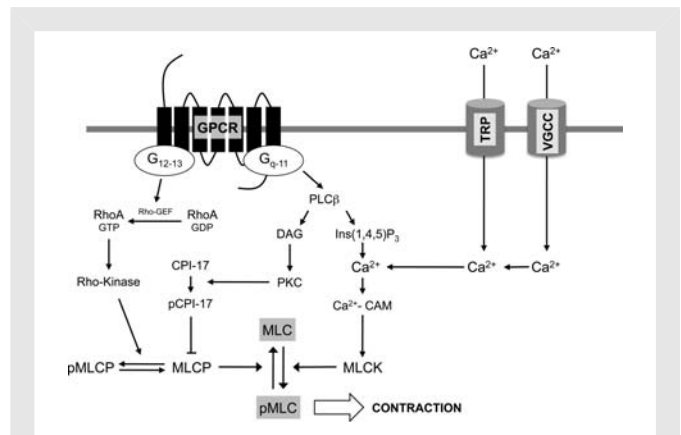 Ca²⁺ Ca²⁺
GPCR
TRP
VGCC
G₁₂₋₁₃
G_q-11
PLCβ
Rho-GEF
RhoA
GTP
RhoA
GDP
DAG
Ins(1,4,5)P₃
CPI-17
Rho-Kinase
PKC
Ca²⁺
Ca²⁺
Ca²⁺
pCPI-17
Ca²⁺- CAM
MLC
pMLCP
MLCP
MLCK
pMLC
CONTRACTION